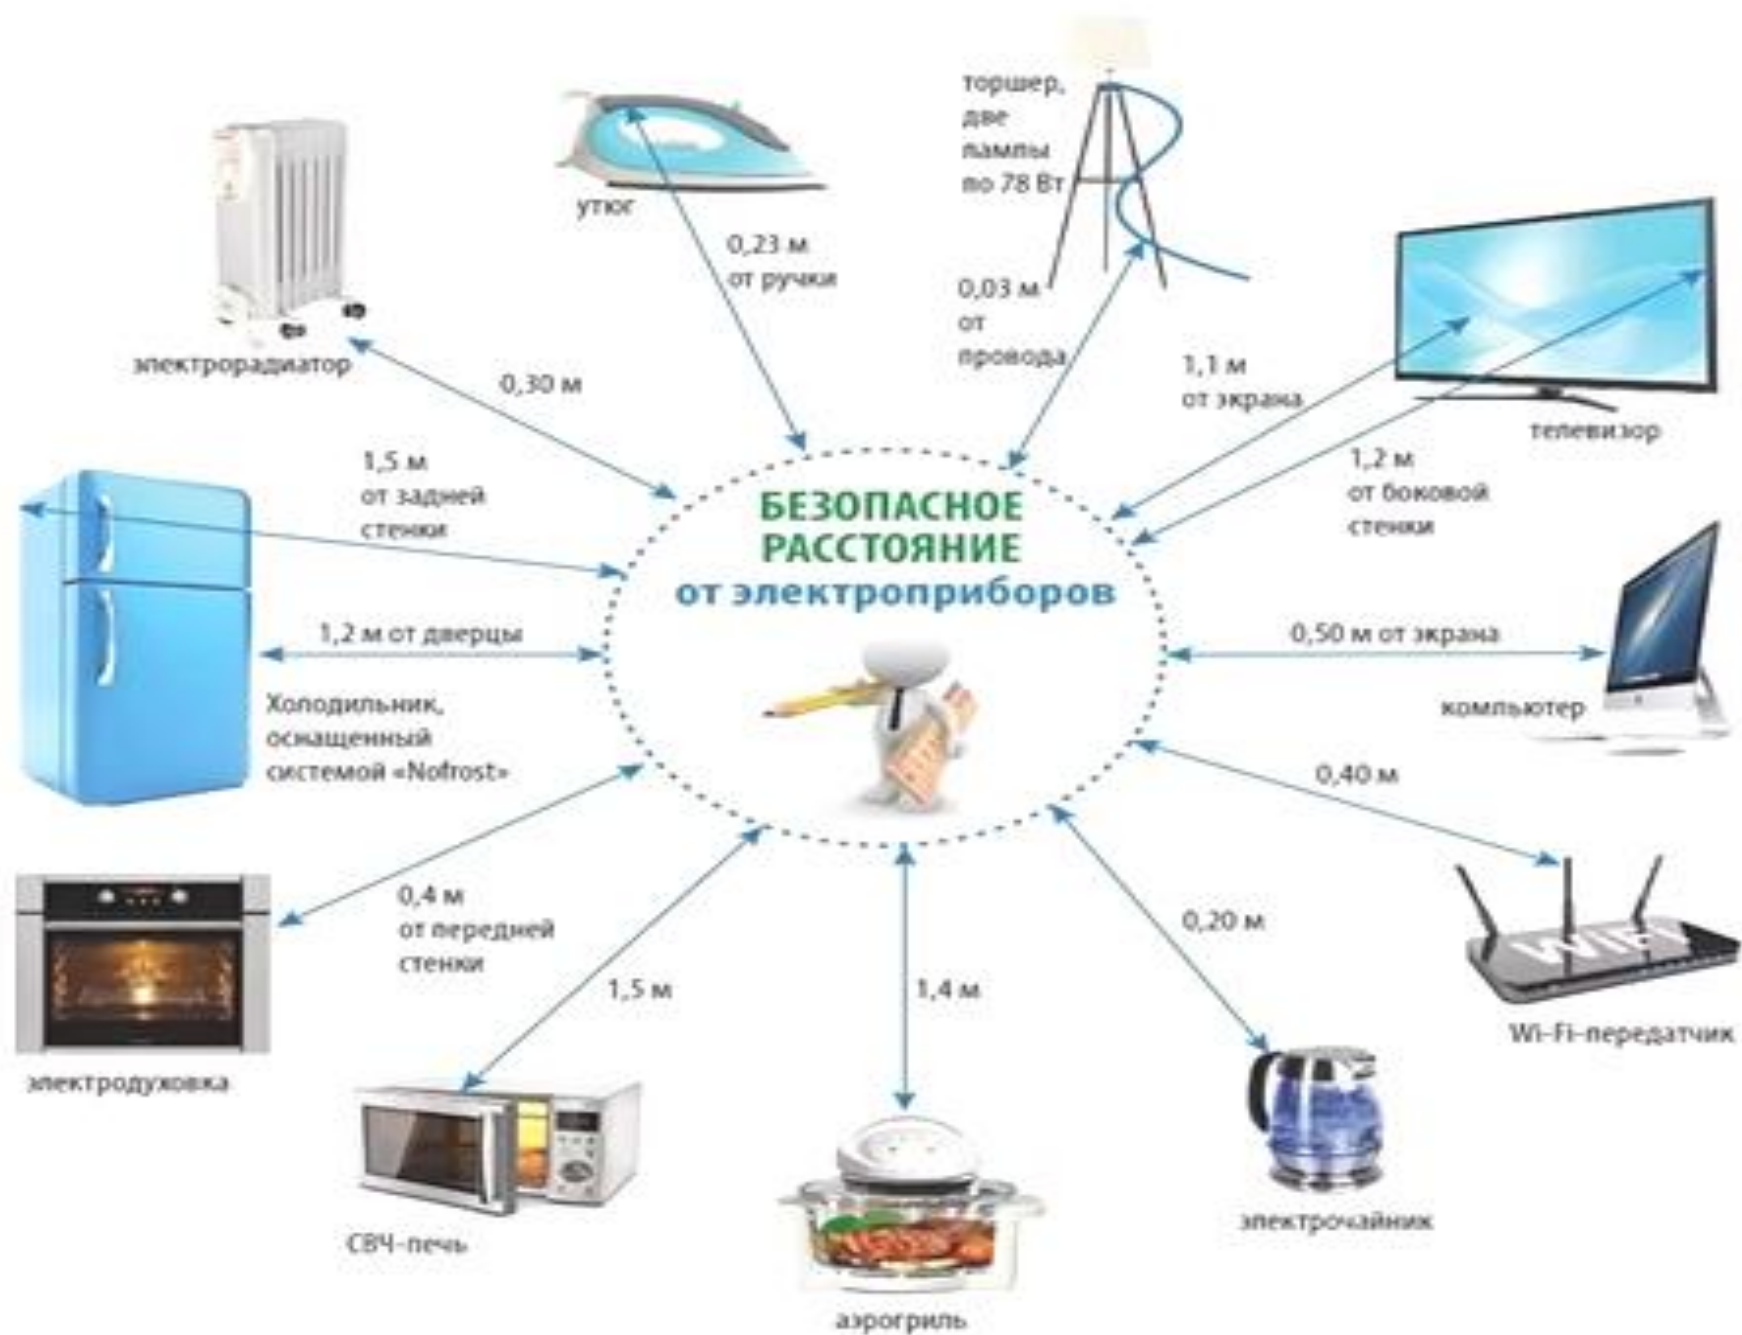 торшер,
две
лампы
по 78 Вт
утюг
0,23 м
от ручки
0,03 м
от
провода
электрорадиатор
0,30 м
1,1 м
от экрана
телевизор
1,5 м
от задней
стенки
1,2 м
от боковой
стенки
БЕЗОПАСНОЕ
РАССТОЯНИЕ
от электроприборов
1,2 м от дверцы
0,50 м от экрана
Холодильник,
оснащенный
системой «Nofrost»
компьютер
0,40 м
0,4 м
от передней
стенки
0,20 м
1,5 м
1,4 м
WIFI
Wi-Fi-передатчик
электродуховка
СВЧ-печь
электрочайник
аэрогриль